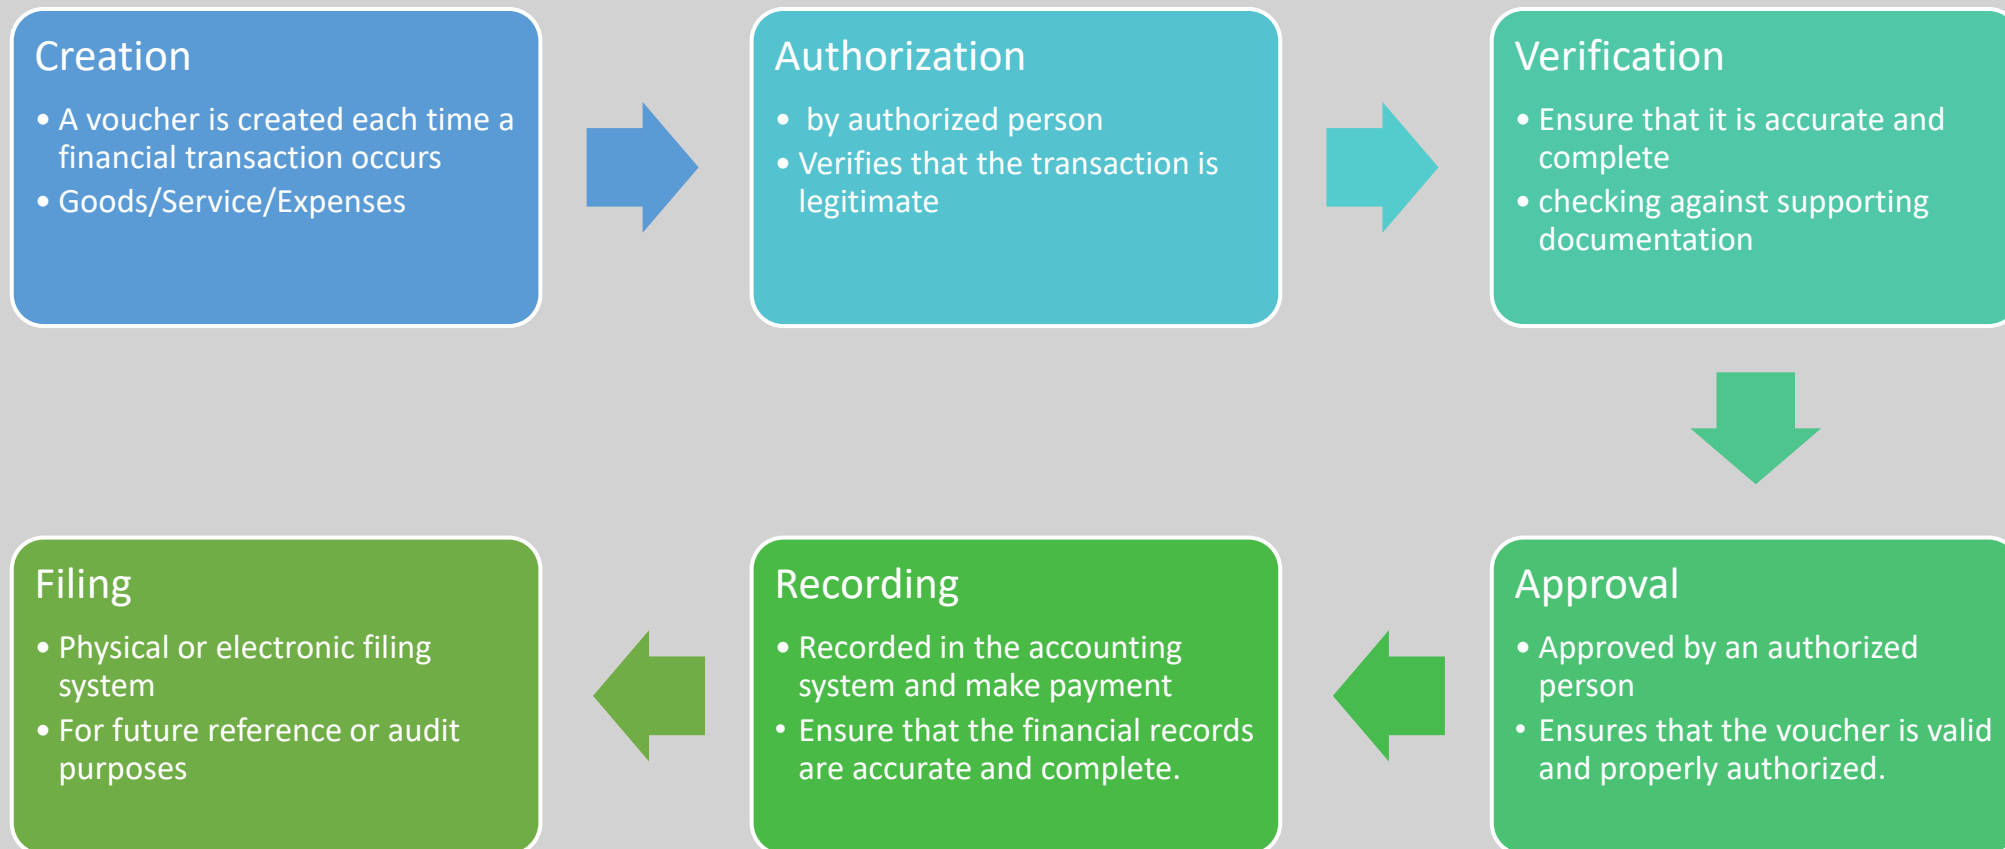 Creation
• A voucher is created each time a
financial transaction occurs
• Goods/Service/Expenses
Authorization
• by authorized person
• Verifies that the transaction is
legitimate
Verification
• Ensure that it is accurate and
complete
• checking against supporting
documentation
Approval
• Approved by an authorized
person
• Ensures that the voucher is valid
and properly authorized.
Recording
• Recorded in the accounting
system and make payment
• Ensure that the financial records
are accurate and complete.
Filing
• Physical or electronic filing
system
• For future reference or audit
purposes